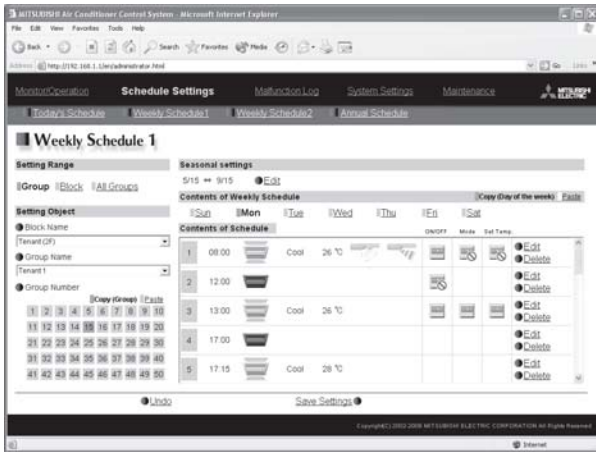 MITSUBISHI Air Conditioner Control System - Microsoft Internet Explorer
File Edit View Favorites Tools Help
Back Search Favorites Media
Address http://192.168.1.1/en/administrator.html Go Links
Monitor/Operation Schedule Settings Malfunction Log System Settings Maintenance MITSUBISHI ELECTRIC
Today's Schedule Weekly Schedule1 Weekly Schedule2 Annual Schedule
Weekly Schedule 1
Setting Range
Group Block All Groups
Setting Object
Block Name
Tenant (2F)
Group Name
Tenant 1
Group Number
Copy (Group) Paste
1 2 3 4 5 6 7 8 9 10
11 12 13 14 15 16 17 18 19 20
21 22 23 24 25 26 27 28 29 30
31 32 33 34 35 36 37 38 39 40
41 42 43 44 45 46 47 48 49 50
Seasonal settings
5/15 ↔ 9/15 Edit
Contents of Weekly Schedule Copy (Day of the week) Paste
Sun Mon Tue Wed Thu Fri Sat
Contents of Schedule ON/OFF Mode Set Temp.
1 08:00 Cool 26 °C Edit
Delete
2 12:00 Edit
Delete
3 13:00 Cool 26 °C Edit
Delete
4 17:00 Edit
Delete
5 17:15 Cool 28 °C Edit
Delete
Undo Save Settings
Copyright(C) 2002-2008 MITSUBISHI ELECTRIC CORPORATION All Rights Reserved
Internet